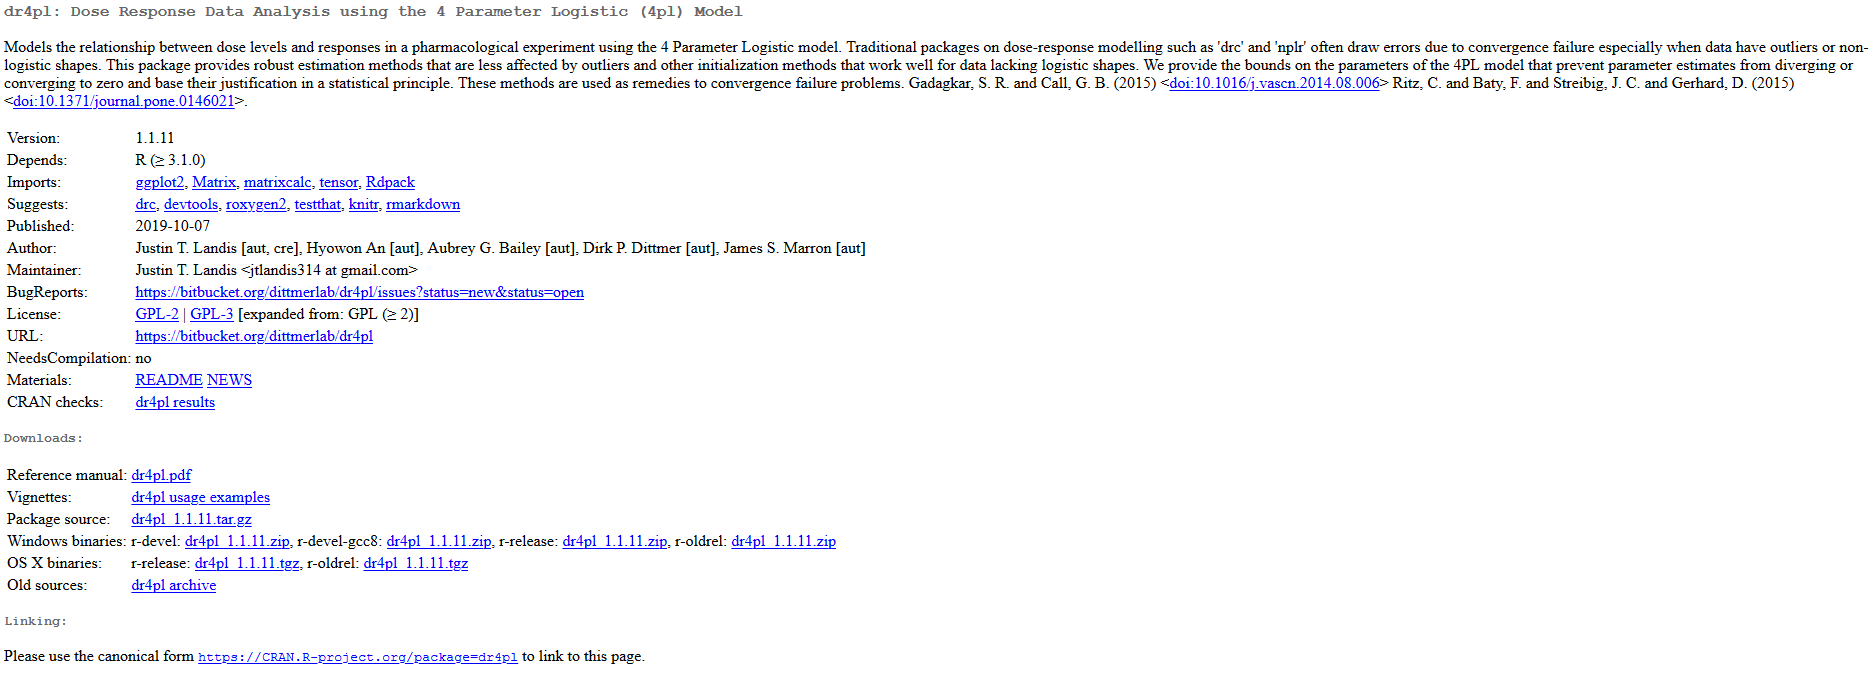 dr4pl: Dose Response Data Analysis using the 4 Parameter Logistic (4pl) Model
Models the relationship between dose levels and responses in a pharmacological experiment using the 4 Parameter Logistic model. Traditional packages on dose-response modelling such as 'drc' and 'nplr' often draw errors due to convergence failure especially when data have outliers or non-
logistic shapes. This package provides robust estimation methods that are less affected by outliers and other initialization methods that work well for data lacking logistic shapes. We provide the bounds on the parameters of the 4PL model that prevent parameter estimates from diverging or
converging to zero and base their justification in a statistical principle. These methods are used as remedies to convergence failure problems. Gadagkar, S. R. and Call, G. B. (2015) <doi:10.1016/j.vascn.2014.08.006> Ritz, C. and Baty, F. and Streibig, J. C. and Gerhard, D. (2015)
<doi:10.1371/journal.pone.0146021>.
Version: 1.1.11
Depends: R (≥ 3.1.0)
Imports: ggplot2, Matrix, matrixcalc, tensor, Rdpack
Suggests: drc, devtools, roxygen2, testthat, knitr, rmarkdown
Published: 2019-10-07
Author: Justin T. Landis [aut, cre], Hyowon An [aut], Aubrey G. Bailey [aut], Dirk P. Dittmer [aut], James S. Marron [aut]
Maintainer: Justin T. Landis <jtlandis314 at gmail.com>
BugReports: https://bitbucket.org/dittmerlab/dr4pl/issues?status=new&status=open
License: GPL-2 | GPL-3 [expanded from: GPL (≥ 2)]
URL: https://bitbucket.org/dittmerlab/dr4pl
NeedsCompilation: no
Materials: README NEWS
CRAN checks: dr4pl results
Downloads:
Reference manual: dr4pl.pdf
Vignettes: dr4pl usage examples
Package source: dr4pl_1.1.11.tar.gz
Windows binaries: r-devel: dr4pl_1.1.11.zip, r-devel-gcc8: dr4pl_1.1.11.zip, r-release: dr4pl_1.1.11.zip, r-oldrel: dr4pl_1.1.11.zip
OS X binaries: r-release: dr4pl_1.1.11.tgz, r-oldrel: dr4pl_1.1.11.tgz
Old sources: dr4pl archive
Linking:
Please use the canonical form https://CRAN.R-project.org/package=dr4pl to link to this page.